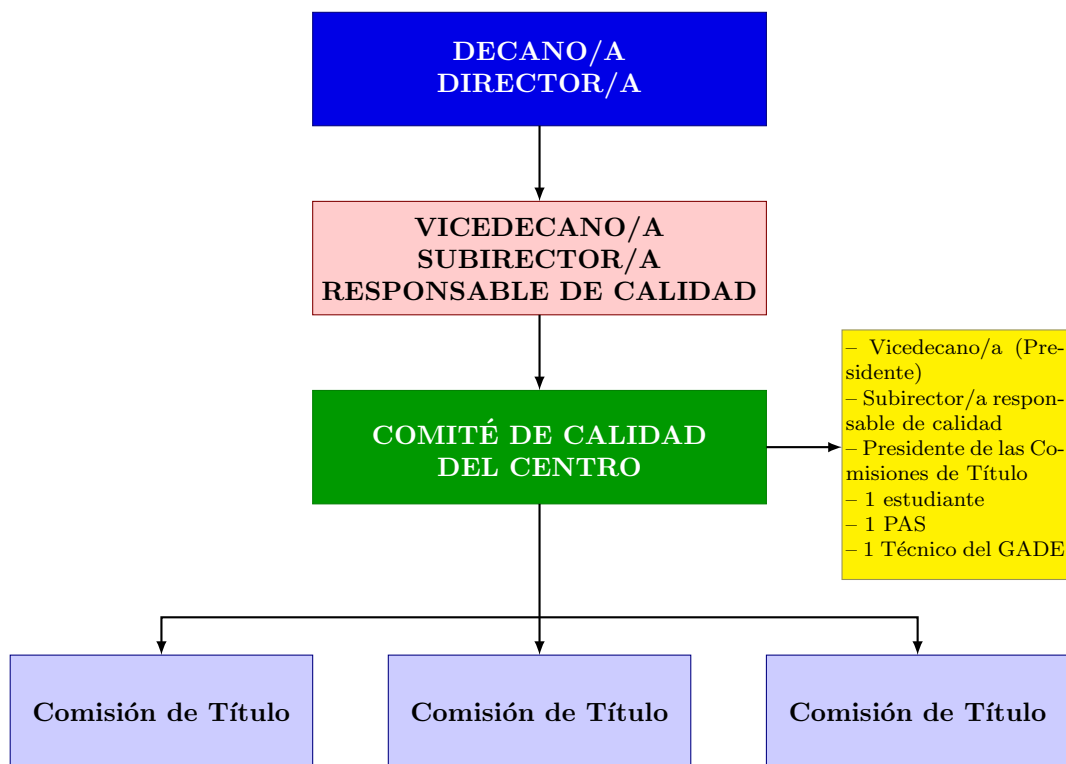 DECANO/A
DIRECTOR/A
VICEDECANO/A
SUBIRECTOR/A
RESPONSABLE DE CALIDAD
COMITÉ DE CALIDAD
DEL CENTRO
– Vicedecano/a (Pre-
sidente)
– Subirector/a respon-
sable de calidad
– Presidente de las Co-
misiones de Título
– 1 estudiante
– 1 PAS
– 1 Técnico del GADE
Comisión de Título
Comisión de Título
Comisión de Título